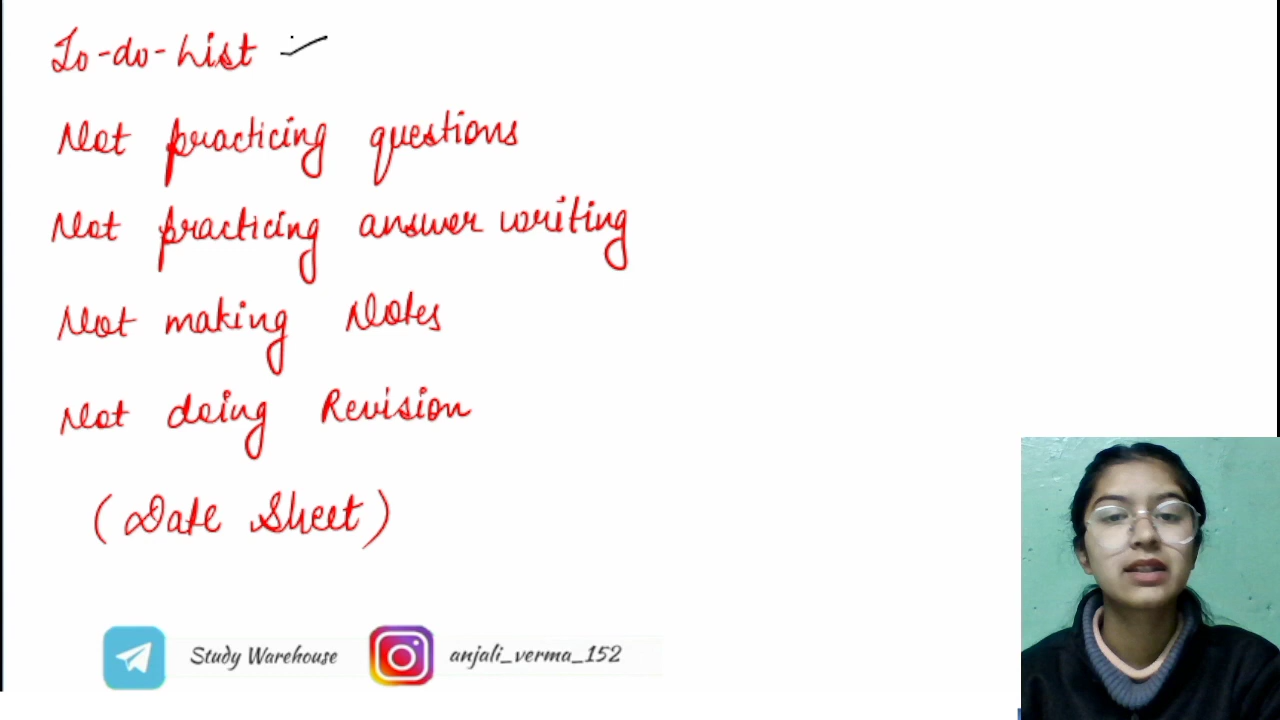 To-do-List
Not practicing questions
Not practicing answer writing
Not making Notes
Not doing Revision
(Date Sheet)
Study Warehouse anjali_verma_152